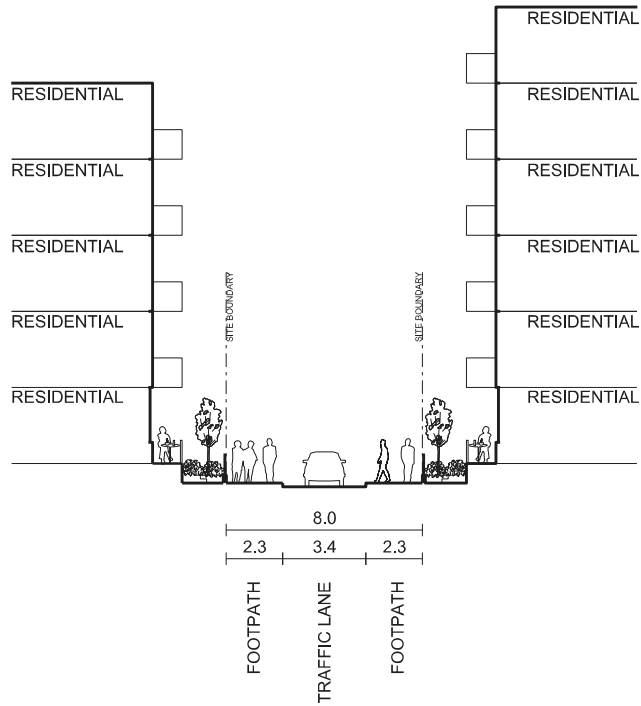 RESIDENTIAL
RESIDENTIAL
RESIDENTIAL
RESIDENTIAL
RESIDENTIAL
RESIDENTIAL
RESIDENTIAL
RESIDENTIAL
RESIDENTIAL
RESIDENTIAL
RESIDENTIAL
SITE BOUNDARY
SITE BOUNDARY
8.0
2.3
3.4
2.3
FOOTPATH
TRAFFIC LANE
FOOTPATH